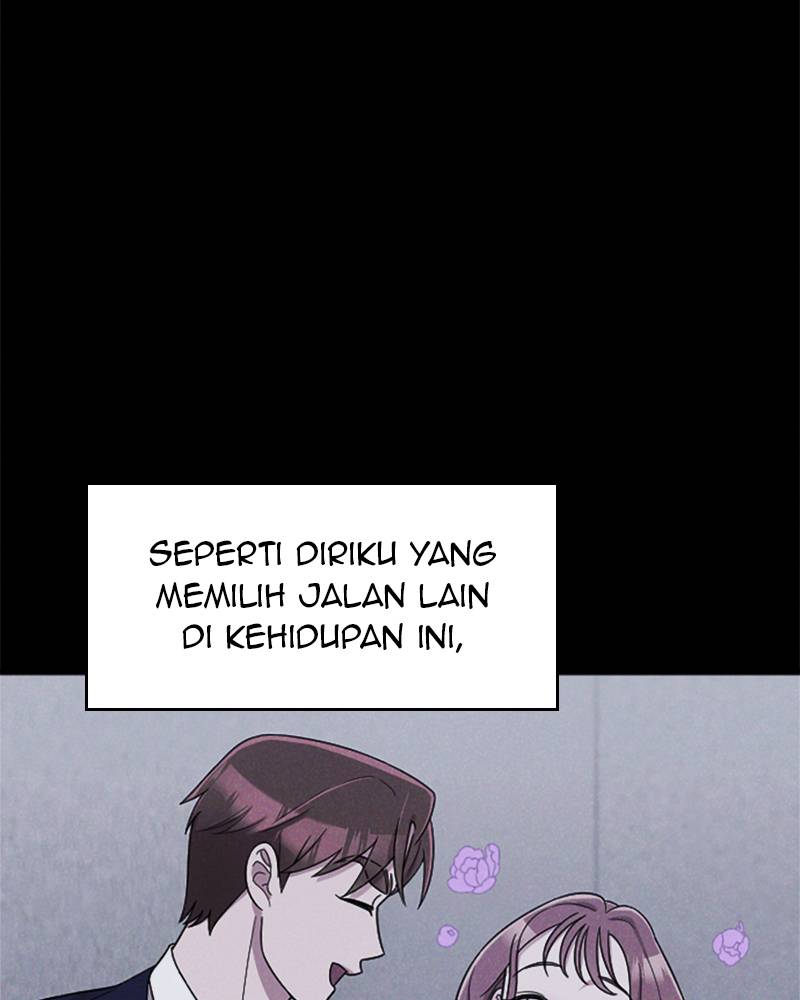 SEPERTI DIRIKU YANG
MEMILIH JALAN LAIN
DI KEHIDUPAN INI,